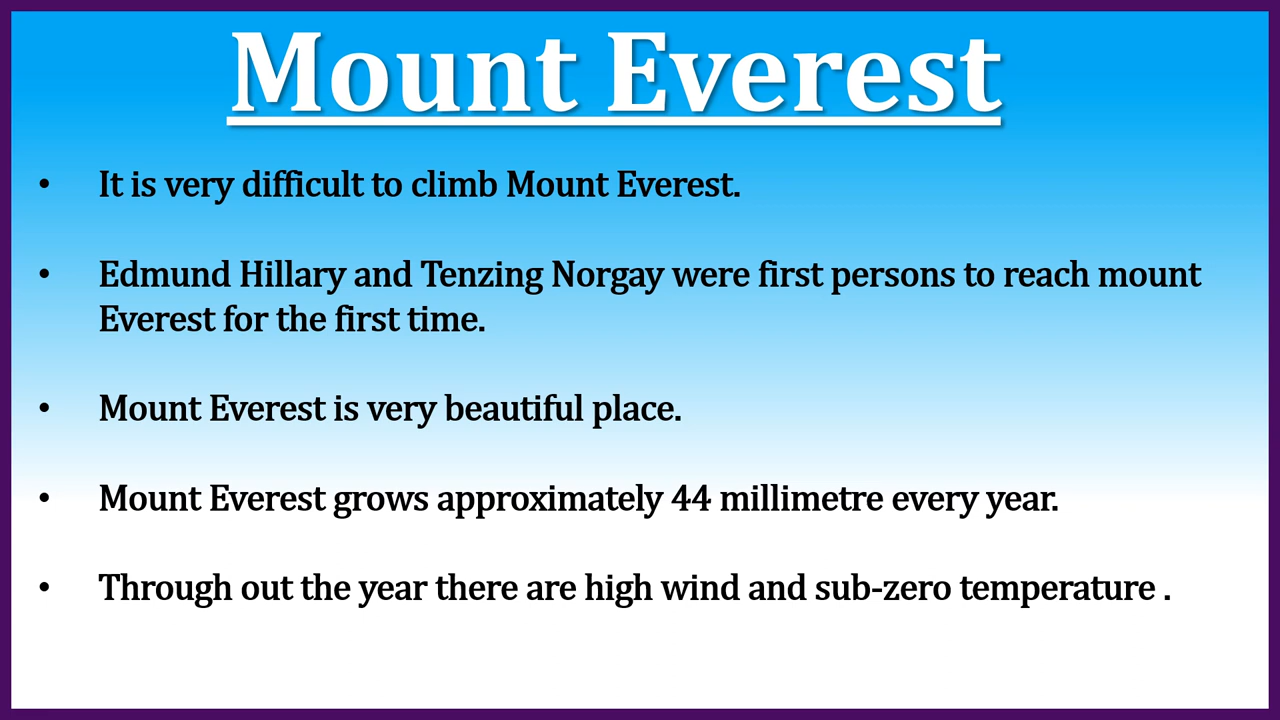 Mount Everest
• It is very difficult to climb Mount Everest.
• Edmund Hillary and Tenzing Norgay were first persons to reach mount
Everest for the first time.
• Mount Everest is very beautiful place.
• Mount Everest grows approximately 44 millimetre every year.
• Through out the year there are high wind and sub-zero temperature .